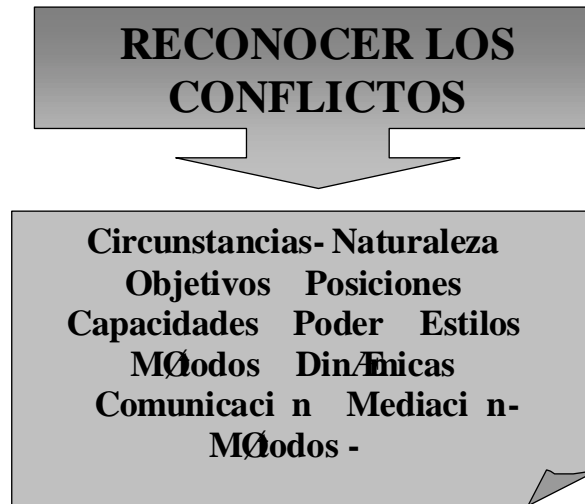 RECONOCER LOS
CONFLICTOS
Circunstancias- Naturaleza
Objetivos Posiciones
Capacidades Poder Estilos
MØtodos DinÆmicas
Comunicaci n Mediaci n-
MØtodos -